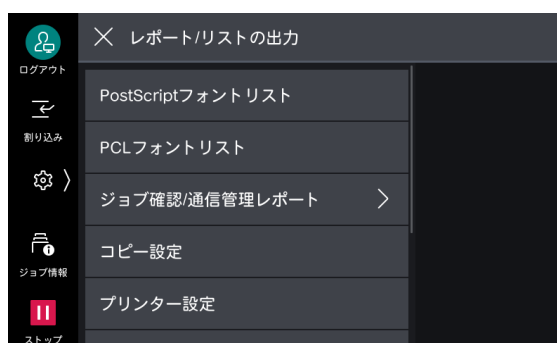 レポート/リストの出力
ログアウト
PostScriptフォントリスト
割り込み
PCLフォントリスト
ジョブ確認/通信管理レポート
コピー設定
ジョブ情報
プリンター設定
ストップ